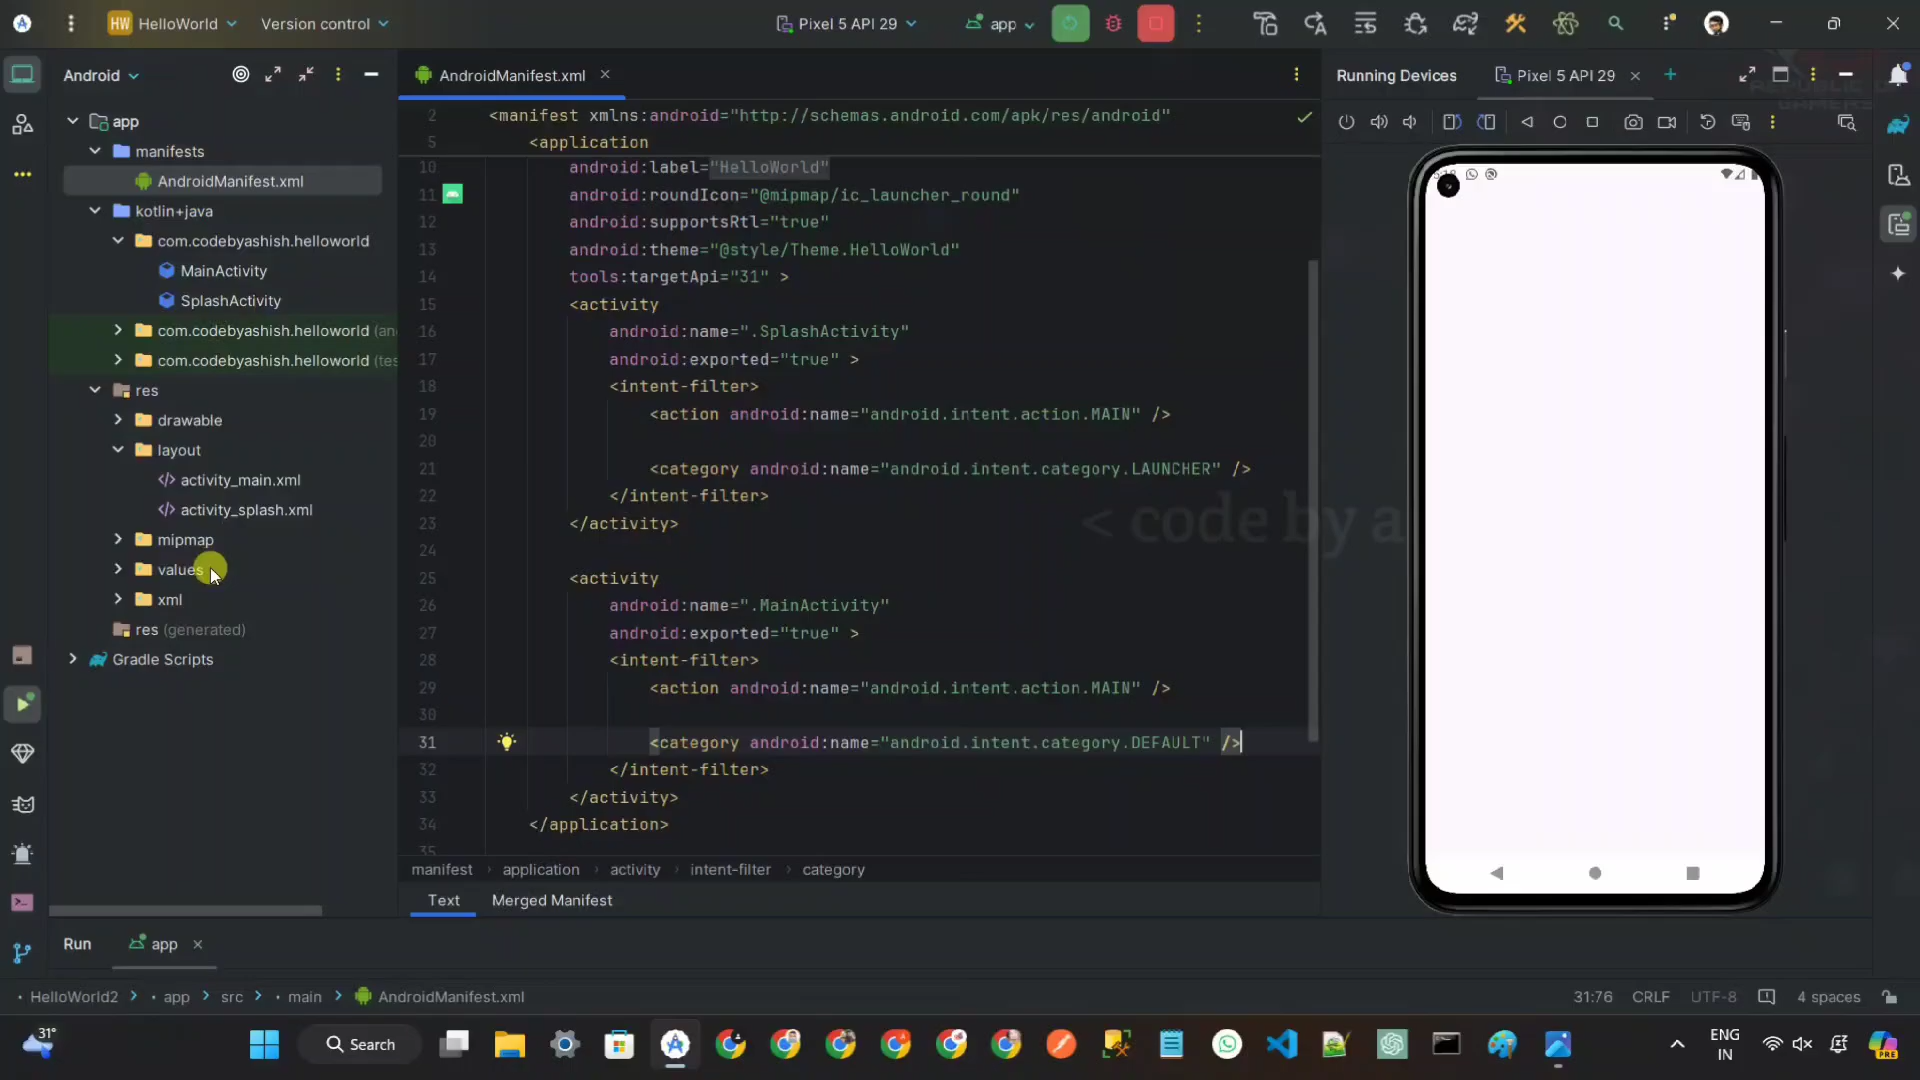 HW HelloWorld Version control Pixel 5 API 29 app
Android
AndroidManifest.xml
Running Devices Pixel 5 API 29
app
manifests
AndroidManifest.xml
kotlin+java
com.codebyashish.helloworld
MainActivity
SplashActivity
com.codebyashish.helloworld (an
com.codebyashish.helloworld (tes
res
drawable
layout
activity_main.xml
activity_splash.xml
mipmap
values
xml
res (generated)
Gradle Scripts
2 <manifest xmlns:android="http://schemas.android.com/apk/res/android"
5 <application
10 android:label="HelloWorld"
11 android:roundIcon="@mipmap/ic_launcher_round"
12 android:supportsRtl="true"
13 android:theme="@style/Theme.HelloWorld"
14 tools:targetApi="31" >
15 <activity
16 android:name=".SplashActivity"
17 android:exported="true" >
18 <intent-filter>
19 <action android:name="android.intent.action.MAIN" />
20
21 <category android:name="android.intent.category.LAUNCHER" />
22 </intent-filter>
23 </activity>
24
25 <activity
26 android:name=".MainActivity"
27 android:exported="true" >
28 <intent-filter>
29 <action android:name="android.intent.action.MAIN" />
30
31 <category android:name="android.intent.category.DEFAULT" />
32 </intent-filter>
33 </activity>
34 </application>
35
< code by a
manifest application activity intent-filter category
Text Merged Manifest
Run app
HelloWorld2 app src main AndroidManifest.xml
31:76 CRLF UTF-8 4 spaces
31°
Search
ENG
IN
PRE